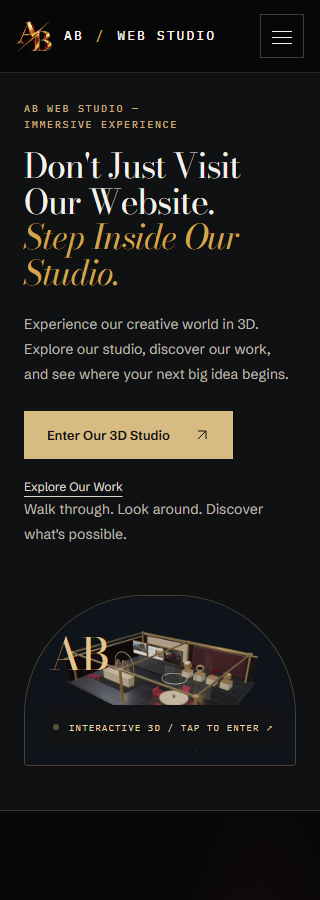 AB
AB / WEB STUDIO
AB WEB STUDIO —
IMMERSIVE EXPERIENCE
Don't Just Visit
Our Website.
Step Inside Our
Studio.
Experience our creative world in 3D.
Explore our studio, discover our work,
and see where your next big idea begins.
Enter Our 3D Studio
Explore Our Work
Walk through. Look around. Discover
what's possible.
AB
INTERACTIVE 3D / TAP TO ENTER ↗